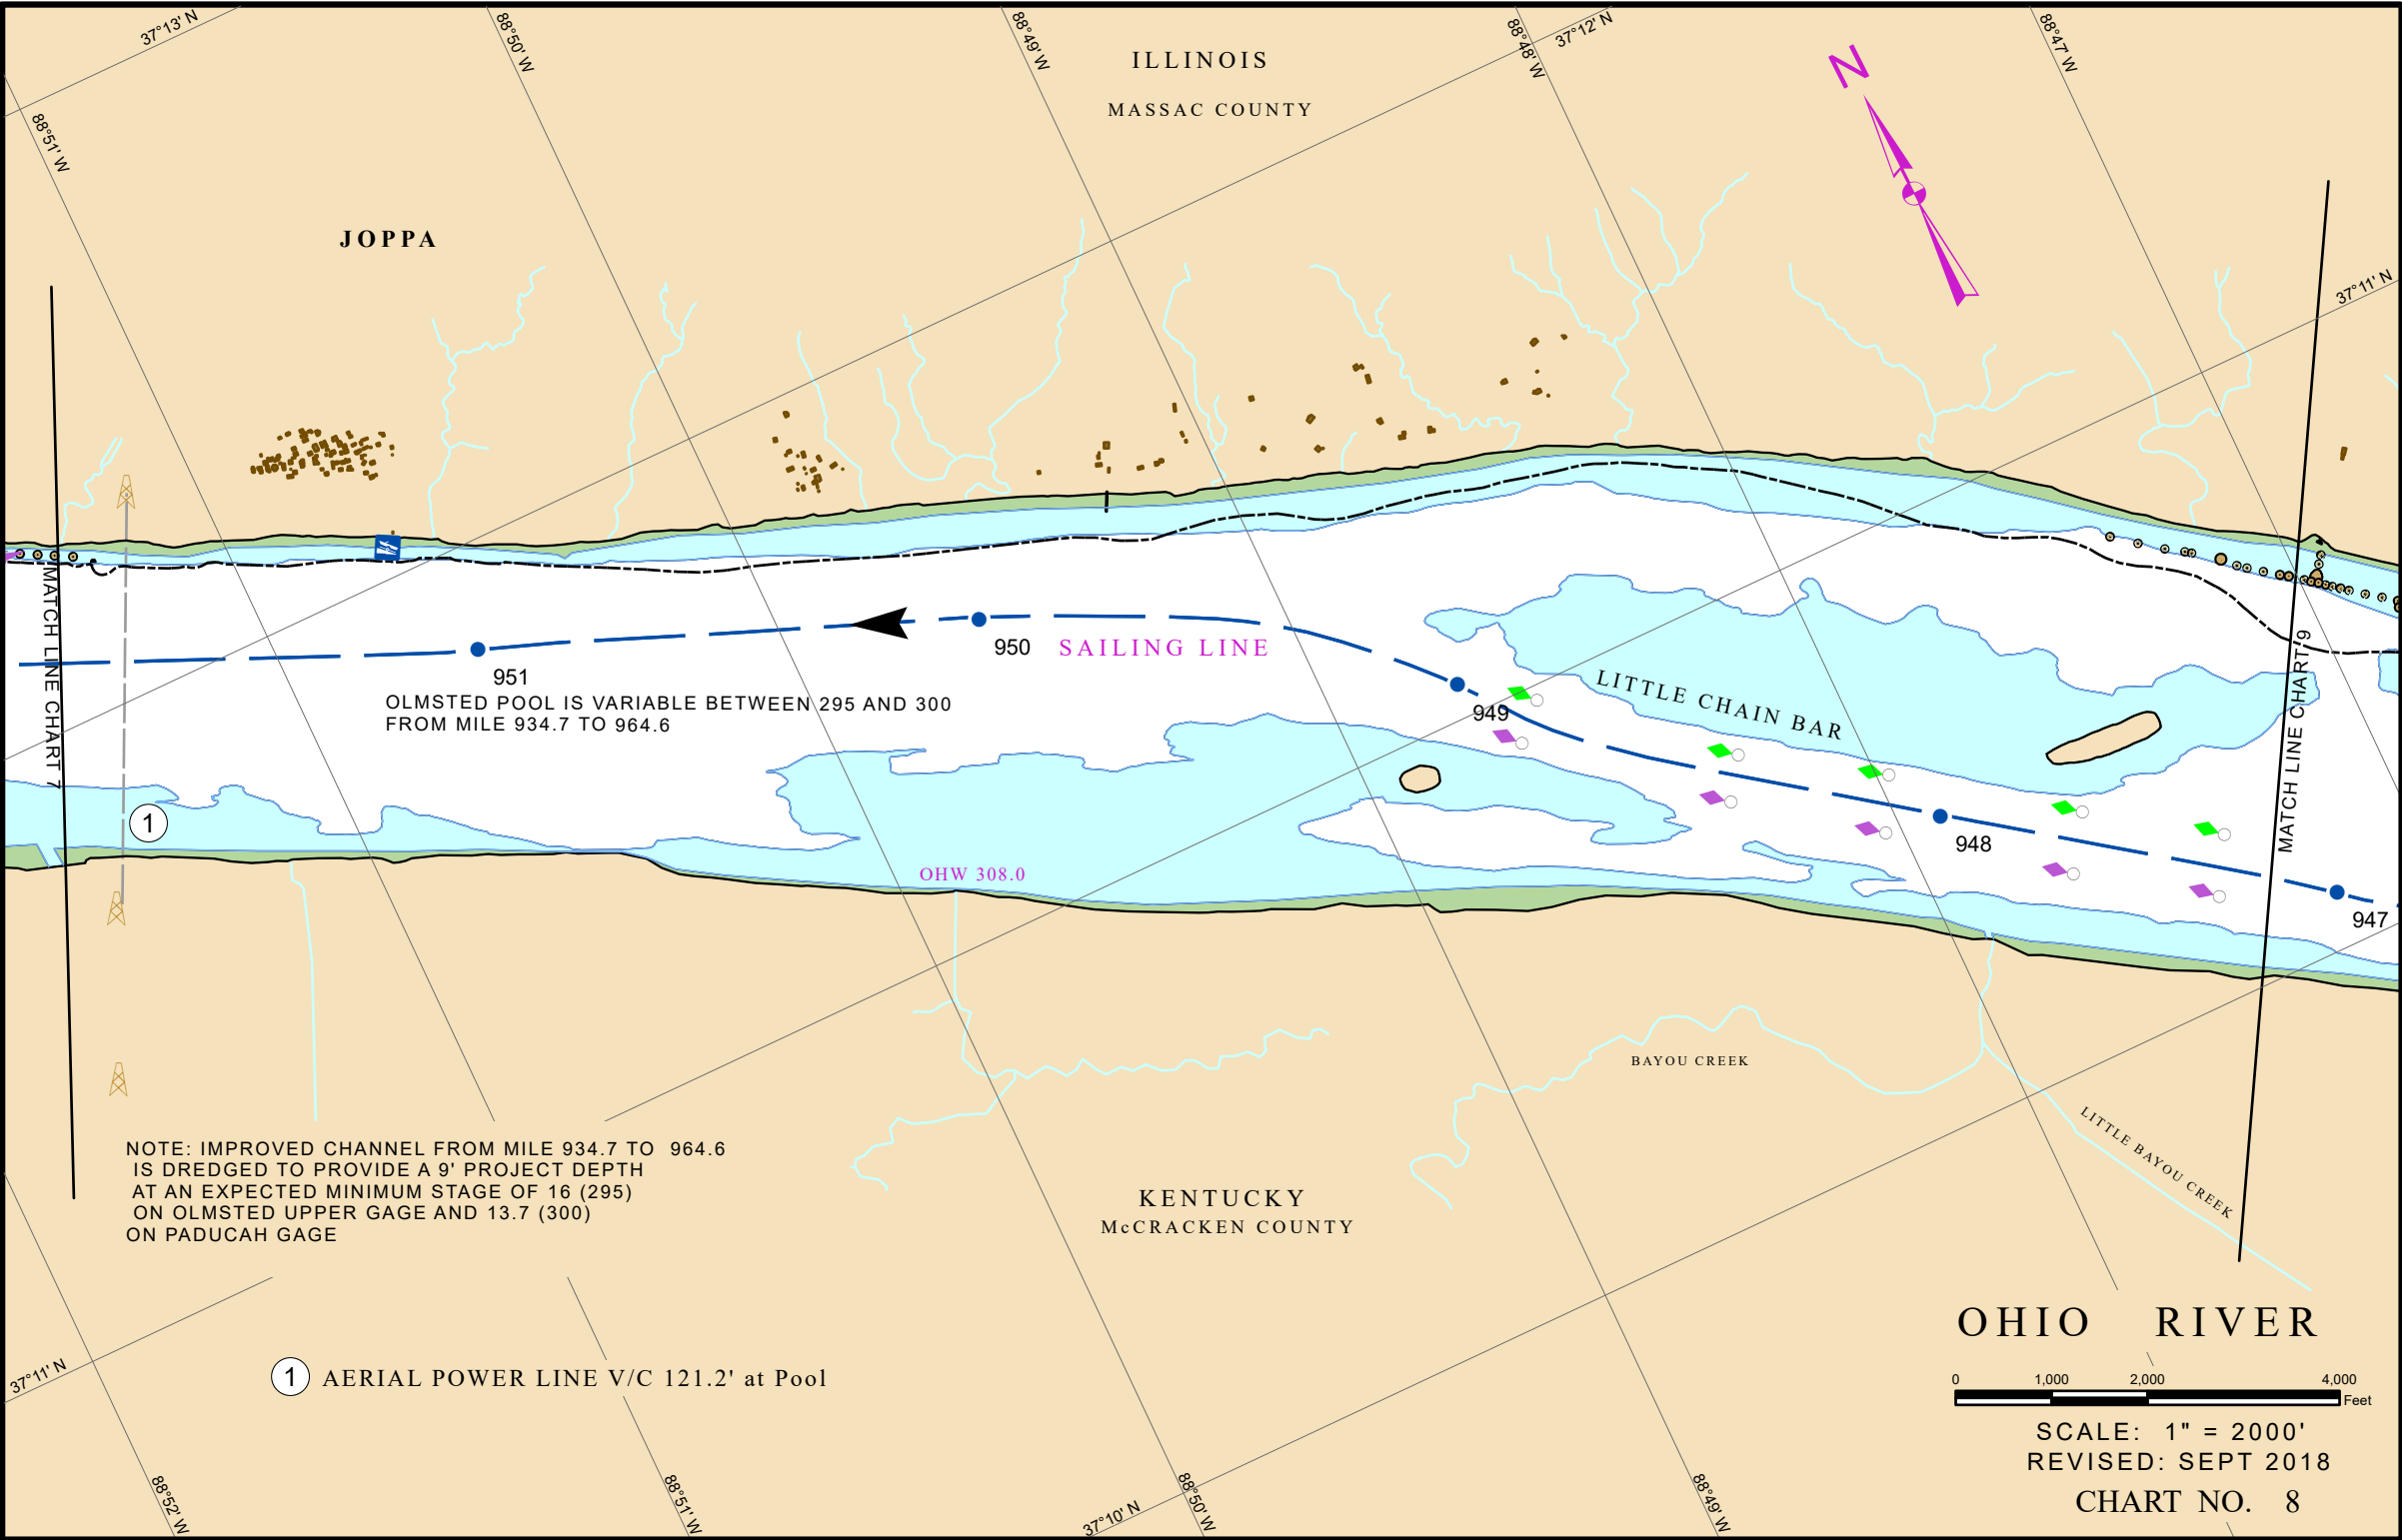 37°13' N
88°50' W
88°49' W
88°48' W
37°12' N
88°47' W
ILLINOIS
MASSAC COUNTY
N
88°51' W
JOPPA
37°11' N
MATCH LINE CHART 7
MATCH LINE CHART 9
950
SAILING LINE
951
949
LITTLE CHAIN BAR
OLMSTED POOL IS VARIABLE BETWEEN 295 AND 300
FROM MILE 934.7 TO 964.6
1
948
OHW 308.0
947
BAYOU CREEK
LITTLE BAYOU CREEK
NOTE: IMPROVED CHANNEL FROM MILE 934.7 TO 964.6
IS DREDGED TO PROVIDE A 9' PROJECT DEPTH
AT AN EXPECTED MINIMUM STAGE OF 16 (295)
ON OLMSTED UPPER GAGE AND 13.7 (300)
ON PADUCAH GAGE
KENTUCKY
McCRACKEN COUNTY
37°11' N
1 AERIAL POWER LINE V/C 121.2' at Pool
OHIO RIVER
0 1,000 2,000 4,000
Feet
SCALE: 1" = 2000'
REVISED: SEPT 2018
CHART NO. 8
88°52' W
88°51' W
37°10' N
88°50' W
88°49' W